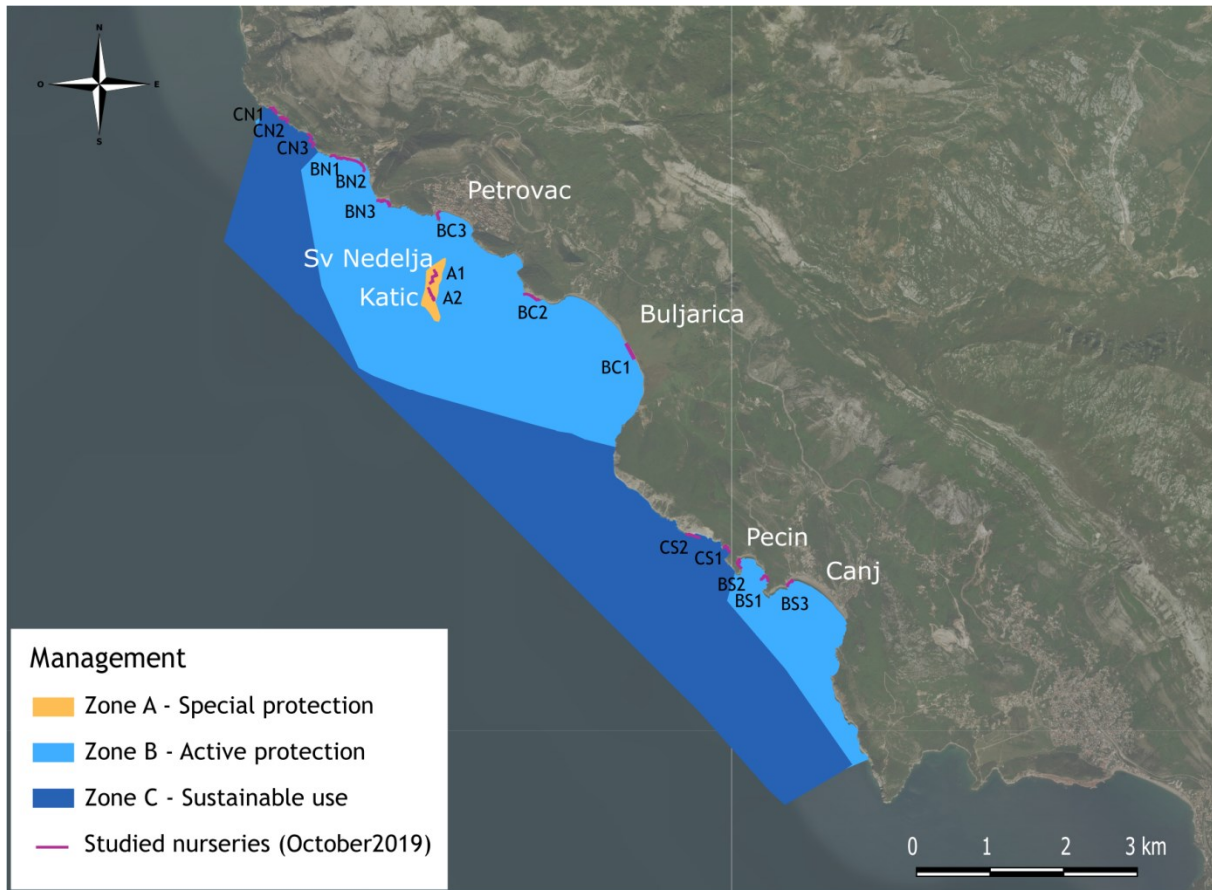 N
O
E
S
CN1
CN2
CN3
BN1
BN2
BN3
Petrovac
BC3
Sv Nedelja
A1
Katic
A2
BC2
Buljarica
BC1
CS2
CS1
Pecin
BS2
BS1
Canj
BS3
Management
Zone A - Special protection
Zone B - Active protection
Zone C - Sustainable use
Studied nurseries (October2019)
0 1 2 3 km